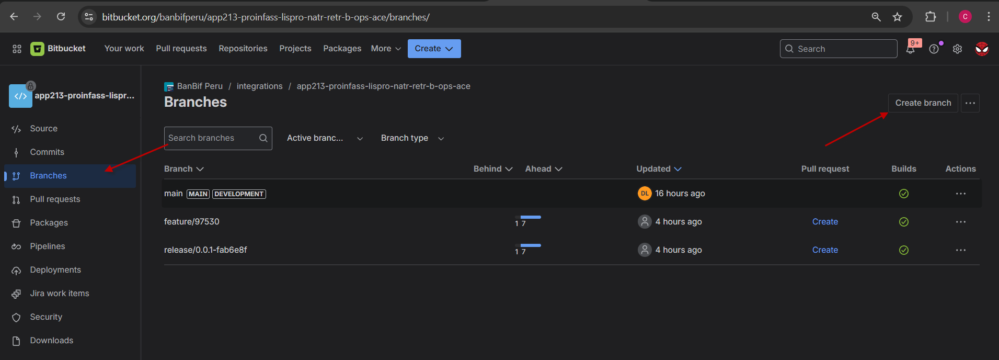 bitbucket.org/banbifperu/app213-proinfass-lispro-natr-retr-b-ops-ace/branches/
C
Bitbucket
Your work
Pull requests
Repositories
Projects
Packages
More
Create
Search
9+
app213-proinfass-lispr...
Source
Commits
Branches
Pull requests
Packages
Pipelines
Deployments
Jira work items
Security
Downloads
BanBif Peru / integrations / app213-proinfass-lispro-natr-retr-b-ops-ace
Branches
Create branch
Search branches
Active branc...
Branch type
Branch Behind Ahead Updated Pull request Builds Actions
main MAIN DEVELOPMENT DL 16 hours ago
feature/97530 1 7 4 hours ago Create
release/0.0.1-fab6e8f 1 7 4 hours ago Create